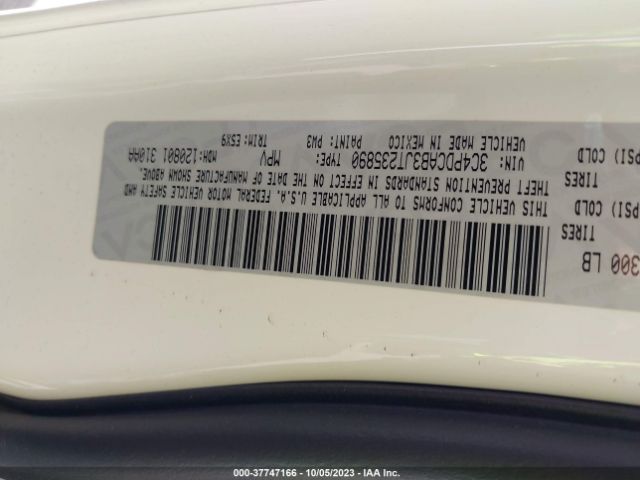 300 LB
TIRES
PSI) COLD
TIRES
(PSI) COLD
THIS VEHICLE CONFORMS TO ALL APPLICABLE U.S.A. FEDERAL MOTOR VEHICLE SAFETY AND
THEFT PREVENTION STANDARDS IN EFFECT ON THE DATE OF MANUFACTURE SHOWN ABOVE.
VIN: 3C4PDCAB3JT235890 TYPE: MPV MDH: 120801 310AA
VEHICLE MADE IN MEXICO PAINT: PW3 TRIM: E5X9
000-37747166 - 10/05/2023 - IAA Inc.